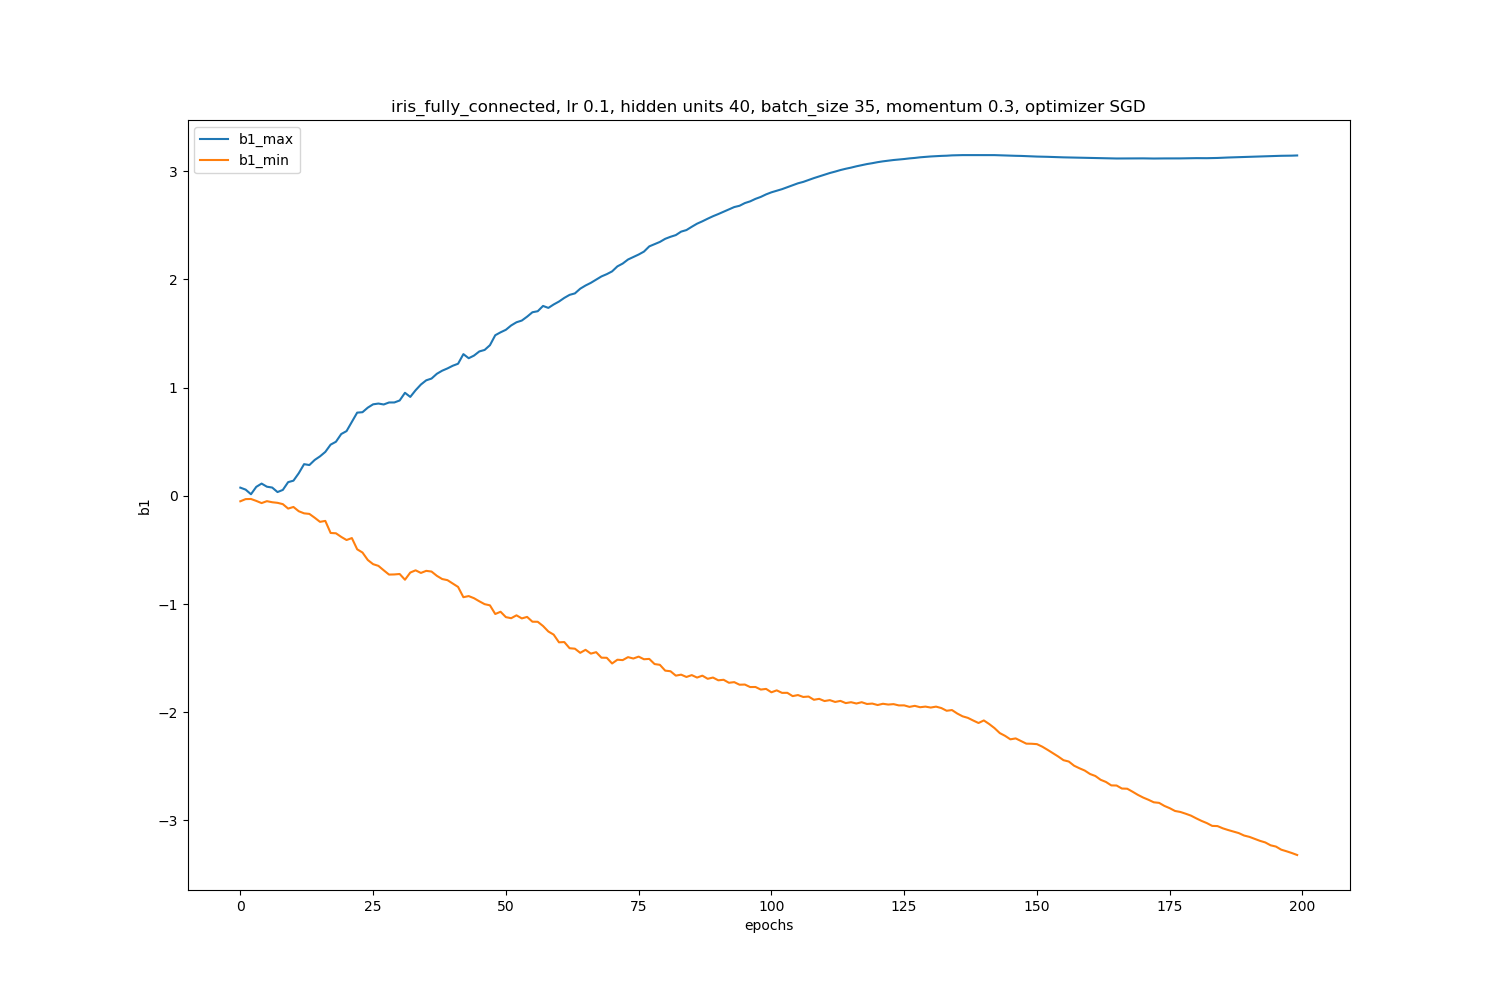 iris_fully_connected, lr 0.1, hidden units 40, batch_size 35, momentum 0.3, optimizer SGD
b1_max
b1_min
3
2
1
0
−1
−2
−3
b1
0 25 50 75 100 125 150 175 200
epochs